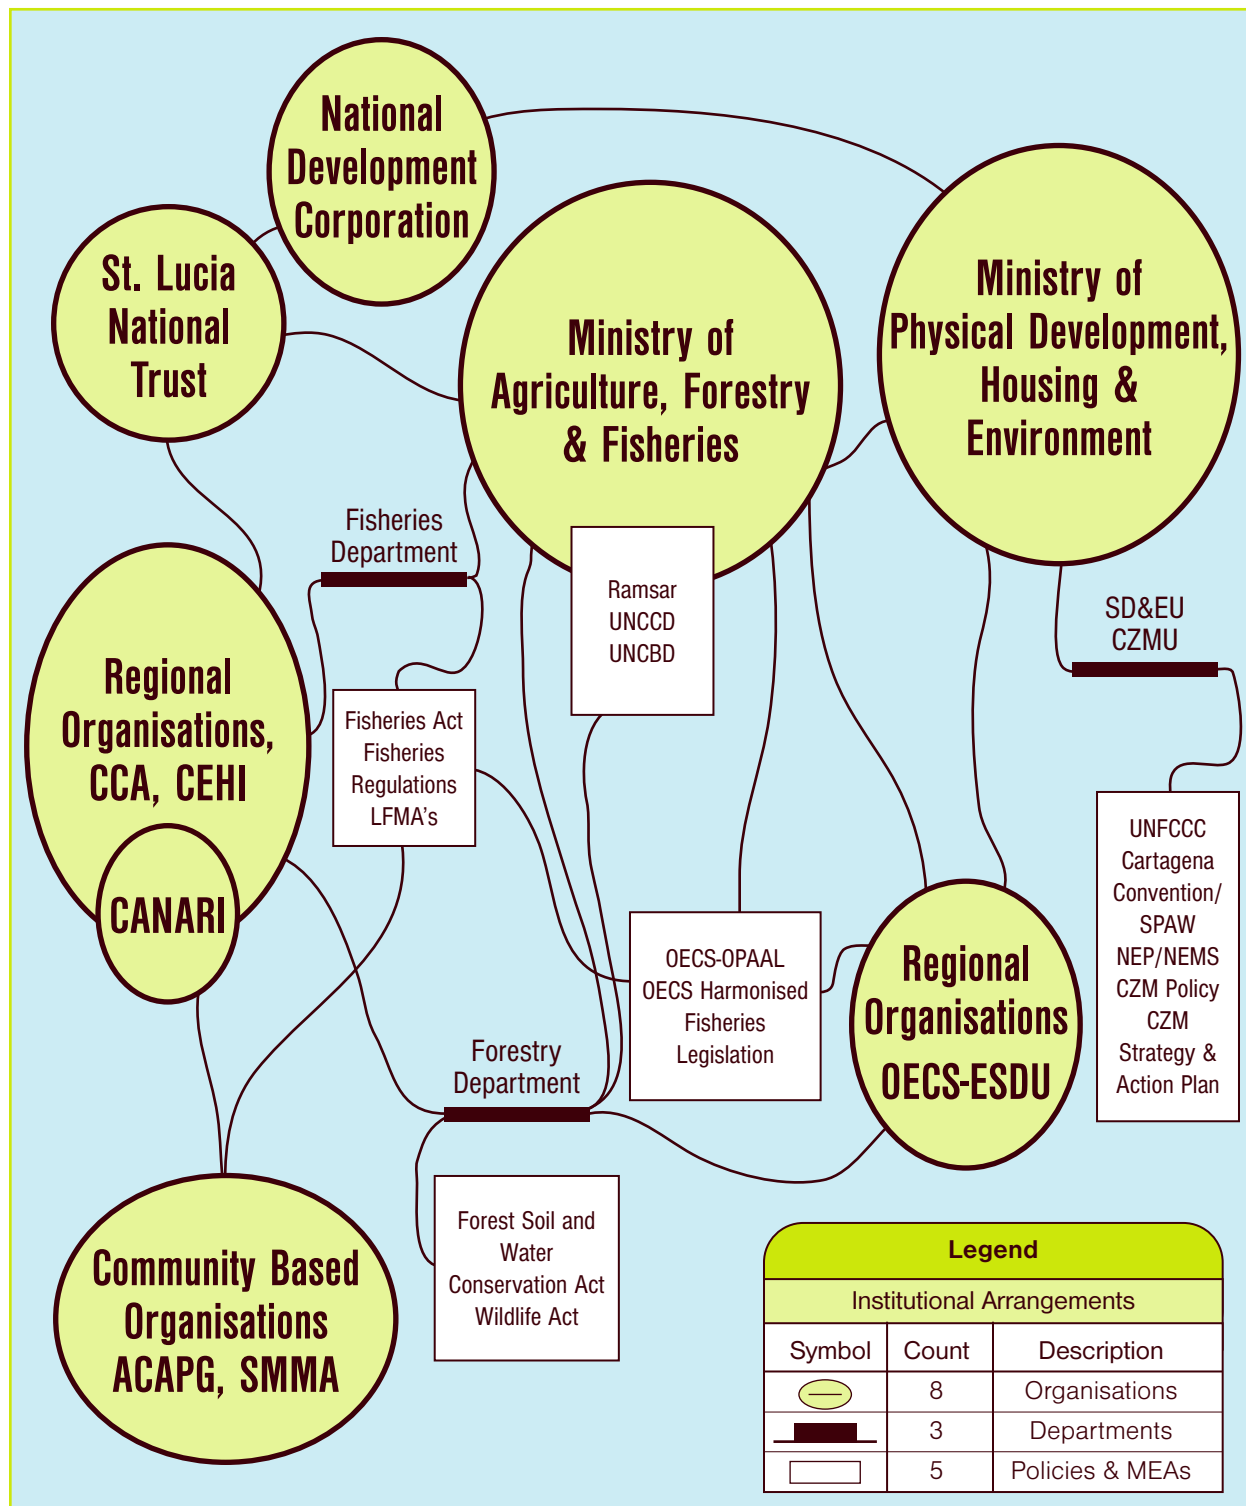 National
Development
Corporation
St. Lucia
National
Trust
Ministry of
Agriculture, Forestry
& Fisheries
Ministry of
Physical Development,
Housing &
Environment
Fisheries
Department
Ramsar
UNCCD
UNCBD
SD&EU
CZMU
Regional
Organisations,
CCA, CEHI
CANARI
Fisheries Act
Fisheries
Regulations
LFMA's
UNFCCC
Cartagena
Convention/
SPAW
NEP/NEMS
CZM Policy
CZM
Strategy &
Action Plan
OECS-OPAAL
OECS Harmonised
Fisheries
Legislation
Regional
Organisations
OECS-ESDU
Forestry
Department
Forest Soil and
Water
Conservation Act
Wildlife Act
Community Based
Organisations
ACAPG, SMMA
Legend
Institutional Arrangements
Symbol Count Description
8 Organisations
3 Departments
5 Policies & MEAs